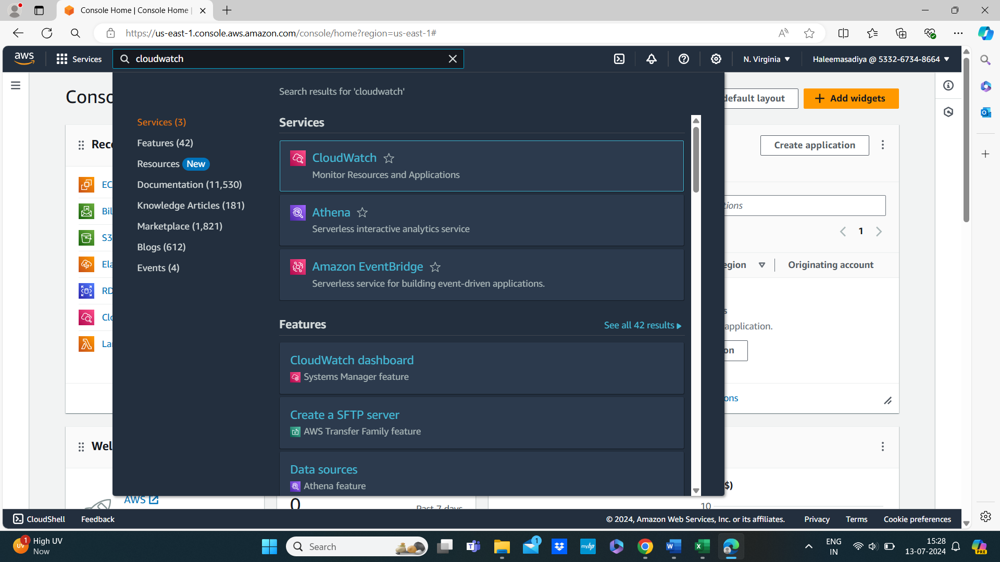 Console Home | Console Home |
https://us-east-1.console.aws.amazon.com/console/home?region=us-east-1#
aws
Services
cloudwatch
N. Virginia
Haleemasadiya @ 5332-6734-8664
Conso
default layout
Add widgets
Search results for 'cloudwatch'
Services (3)
Features (42)
Resources New
Documentation (11,530)
Knowledge Articles (181)
Marketplace (1,821)
Blogs (612)
Events (4)
Services
CloudWatch
Monitor Resources and Applications
Athena
Serverless interactive analytics service
Amazon EventBridge
Serverless service for building event-driven applications.
Features
See all 42 results
CloudWatch dashboard
Systems Manager feature
Create a SFTP server
AWS Transfer Family feature
Data sources
Athena feature
Rec
EC
Bil
S3
Ela
RD
Clo
La
Create application
tions
1
egion
Originating account
s
application.
on
ons
Wel
AWS
0
Past 7 days
$)
10
CloudShell
Feedback
© 2024, Amazon Web Services, Inc. or its affiliates.
Privacy
Terms
Cookie preferences
UV
1
High UV
Now
Search
1
myhp
ENG
IN
15:28
13-07-2024
PRE